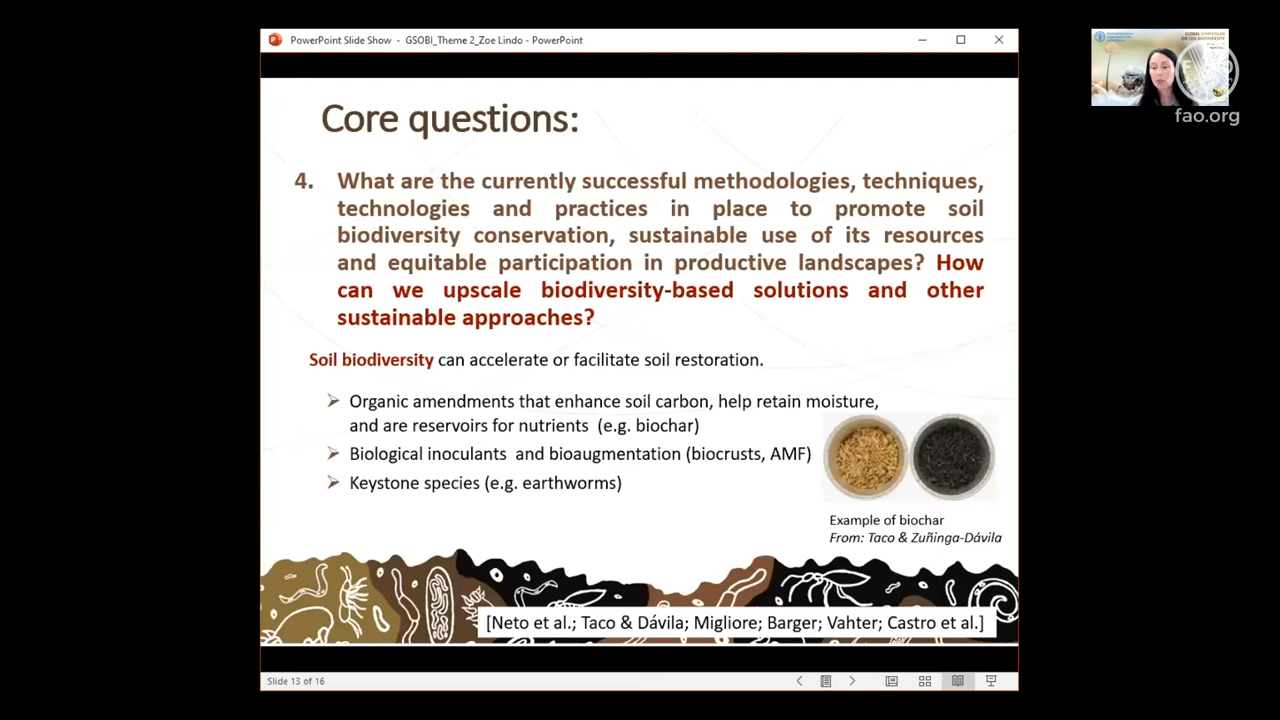 PowerPoint Slide Show - GSOBI_Theme 2_Zoe Lindo - PowerPoint
GLOBAL SYMPOSIUM
ON SOIL BIODIVERSITY
fao.org
Core questions:
4. What are the currently successful methodologies, techniques,
technologies and practices in place to promote soil
biodiversity conservation, sustainable use of its resources
and equitable participation in productive landscapes? How
can we upscale biodiversity-based solutions and other
sustainable approaches?
Soil biodiversity can accelerate or facilitate soil restoration.
Organic amendments that enhance soil carbon, help retain moisture,
and are reservoirs for nutrients (e.g. biochar)
Biological inoculants and bioaugmentation (biocrusts, AMF)
Keystone species (e.g. earthworms)
Example of biochar
From: Taco & Zuñinga-Dávila
[Neto et al.; Taco & Dávila; Migliore; Barger; Vahter; Castro et al.]
Slide 13 of 16